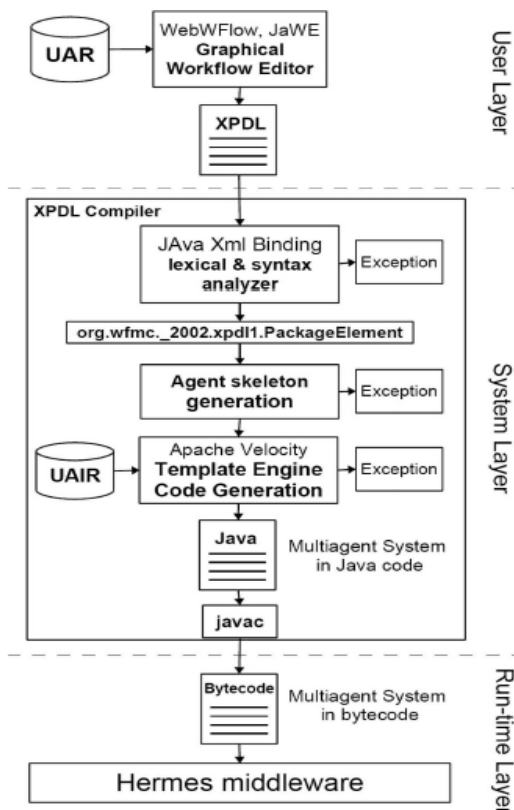 WebWFlow, JaWE
Graphical
Workflow Editor
UAR
XPDL
User Layer
XPDL Compiler
JAva Xml Binding
lexical & syntax
analyzer
Exception
org.wfmc._2002.xpdl1.PackageElement
Agent skeleton
generation
Exception
System Layer
UAIR
Apache Velocity
Template Engine
Code Generation
Exception
Java
Multiagent System
in Java code
javac
Bytecode
Multiagent System
in bytecode
Run-time Layer
Hermes middleware